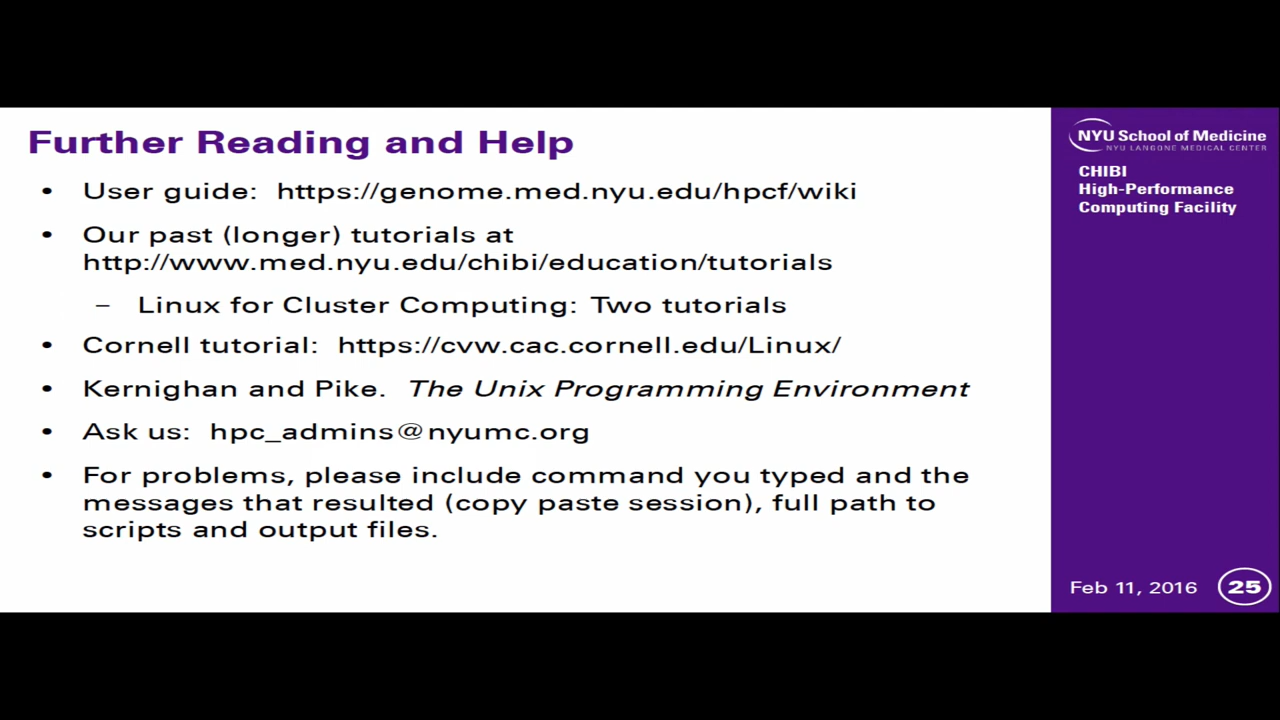 Further Reading and Help
• User guide: https://genome.med.nyu.edu/hpcf/wiki
• Our past (longer) tutorials at
http://www.med.nyu.edu/chibi/education/tutorials
– Linux for Cluster Computing: Two tutorials
• Cornell tutorial: https://cvw.cac.cornell.edu/Linux/
• Kernighan and Pike. The Unix Programming Environment
• Ask us: hpc_admins@nyumc.org
• For problems, please include command you typed and the
messages that resulted (copy paste session), full path to
scripts and output files.
NYU School of Medicine
NYU LANGONE MEDICAL CENTER
CHIBI
High-Performance
Computing Facility
Feb 11, 2016 25